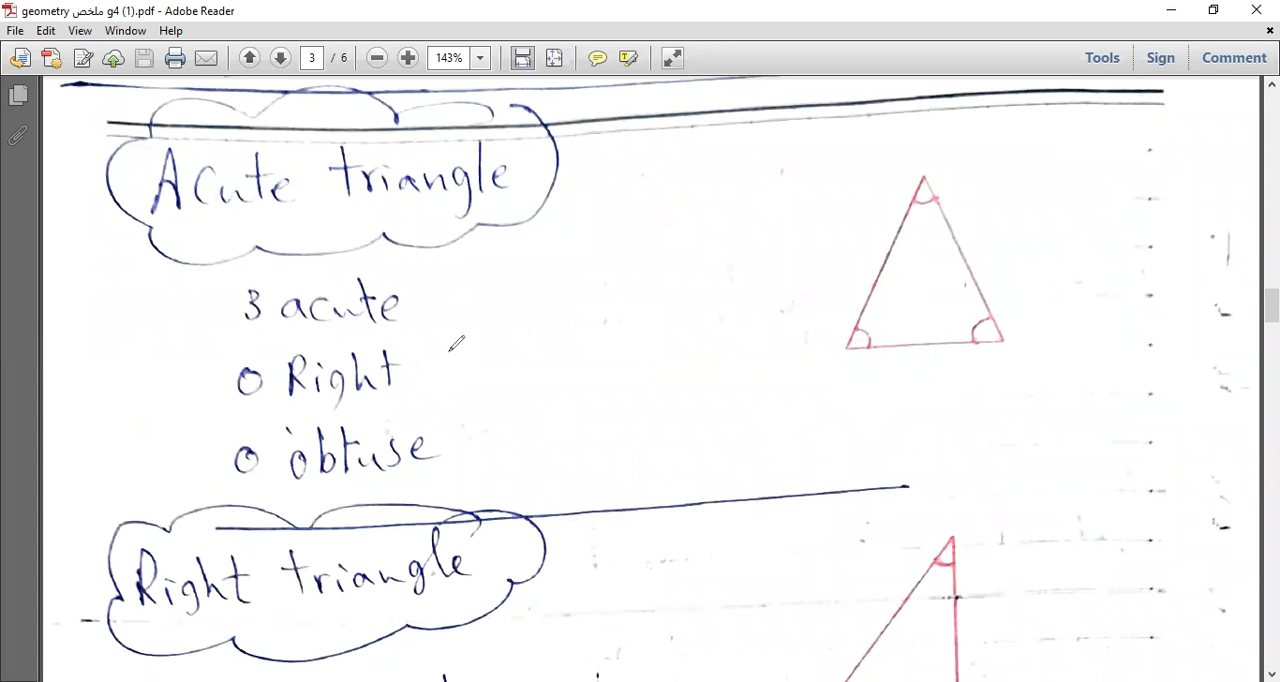 geometry ملخص g4 (1).pdf - Adobe Reader
File Edit View Window Help
3 / 6 143% Tools Sign Comment
Acute triangle
3 acute
0 Right
0 obtuse
Right triangle